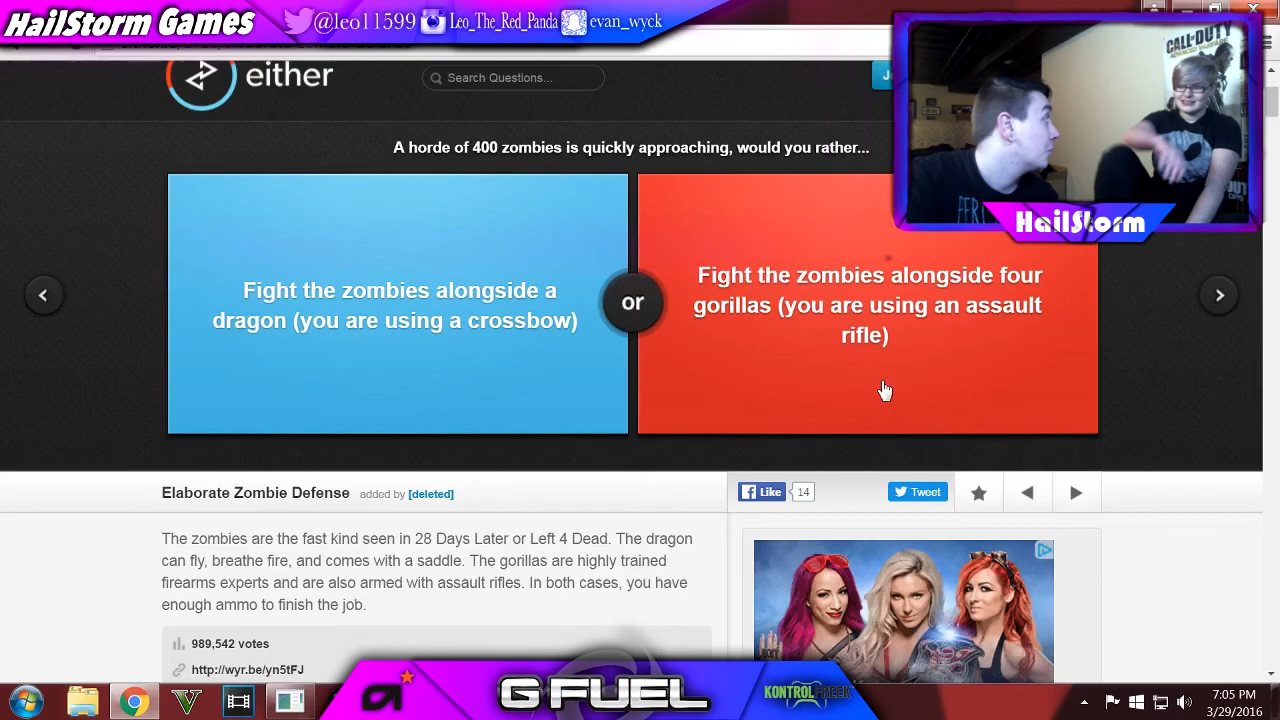 HailStorm Games
@leo11599
Leo_The_Red_Panda
evan_wyck
either
Search Questions...
A horde of 400 zombies is quickly approaching, would you rather...
Fight the zombies alongside a
dragon (you are using a crossbow)
or
Fight the zombies alongside four
gorillas (you are using an assault
rifle)
CALL OF DUTY
ADVANCED WARFARE
HailStorm
Elaborate Zombie Defense added by [deleted]
Like 14
Tweet
The zombies are the fast kind seen in 28 Days Later or Left 4 Dead. The dragon
can fly, breathe fire, and comes with a saddle. The gorillas are highly trained
firearms experts and are also armed with assault rifles. In both cases, you have
enough ammo to finish the job.
989,542 votes
http://wyr.be/yn5tFJ
G FUEL
KONTROLFREEK
7:05 PM
3/29/2016